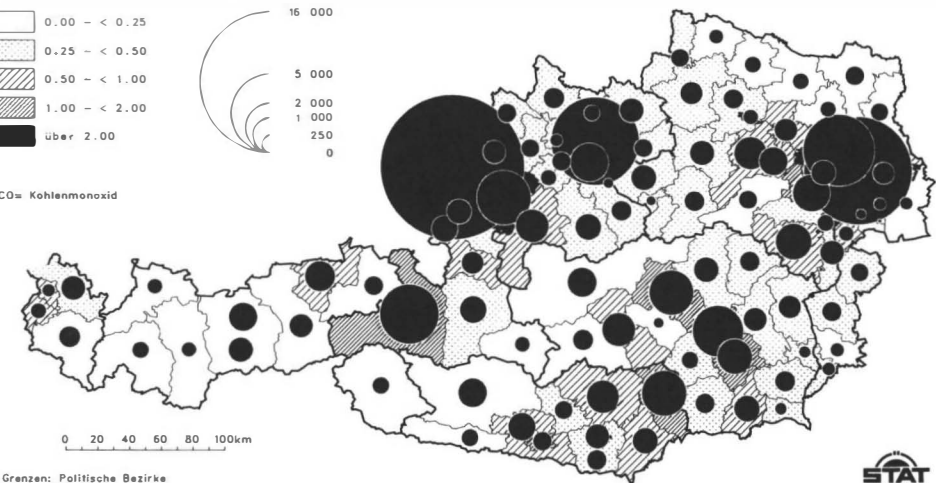 0.00 - < 0.25
0.25 - < 0.50
0.50 - < 1.00
1.00 - < 2.00
über 2.00
16 000
5 000
2 000
1 000
250
0
CO= Kohlenmonoxid
0 20 40 60 80 100km
Grenzen: Politische Bezirke
STAT